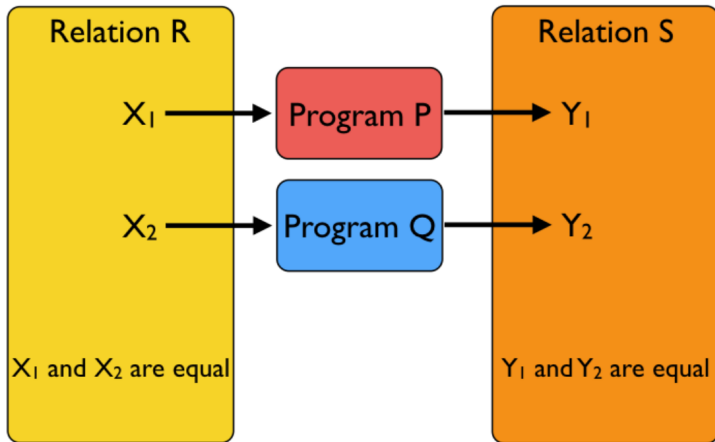 Relation R
Relation S
X₁
Program P
Y₁
X₂
Program Q
Y₂
X₁ and X₂ are equal
Y₁ and Y₂ are equal